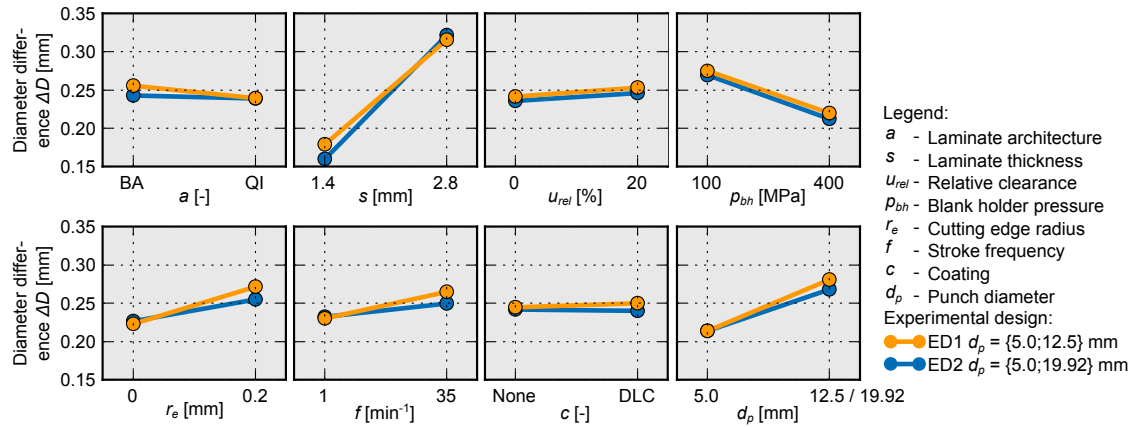 Diameter differ-
ence ΔD [mm]
0.35
0.30
0.25
0.20
0.15
BA
QI
a [-]
1.4
2.8
s [mm]
0
20
u_rel [%]
100
400
p_bh [MPa]
Diameter differ-
ence ΔD [mm]
0.35
0.30
0.25
0.20
0.15
0
0.2
r_e [mm]
1
35
f [min⁻¹]
None
DLC
c [-]
5.0
12.5 / 19.92
d_p [mm]
Legend:
a - Laminate architecture
s - Laminate thickness
u_rel - Relative clearance
p_bh - Blank holder pressure
r_e - Cutting edge radius
f - Stroke frequency
c - Coating
d_p - Punch diameter
Experimental design:
ED1 d_p = {5.0;12.5} mm
ED2 d_p = {5.0;19.92} mm